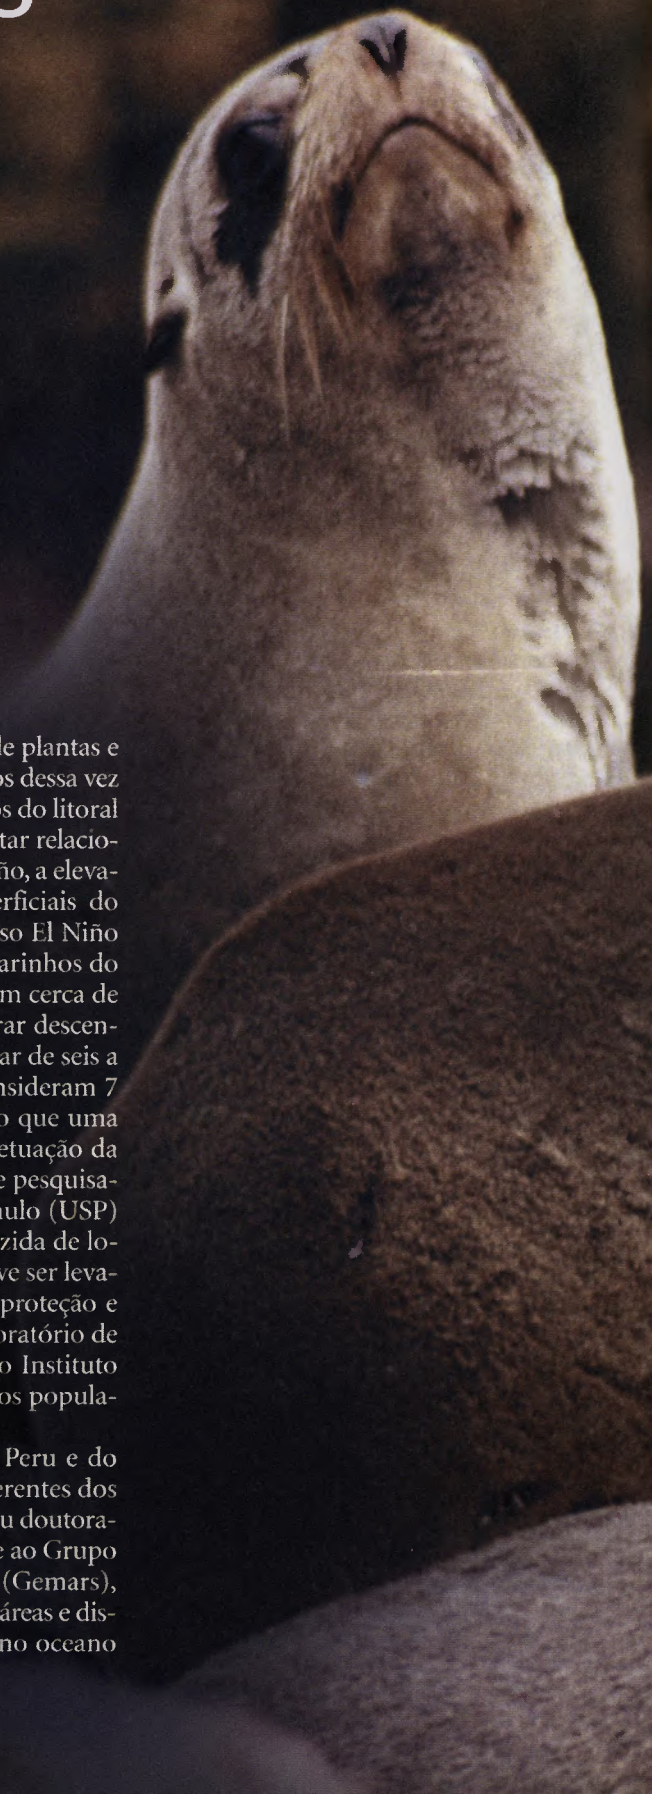 le plantas e
os dessa vez
os do litoral
tar relacio-
ño, a eleva-
erficiais do
so El Niño
arinhos do
m cerca de
rar descen-
ar de seis a
nsideram 7
o que uma
etuação da
e pesquisa-
aulo (USP)
zida de lo-
ve ser leva-
proteção e
oratório de
o Instituto
os popula-
Peru e do
erentes dos
u doutora-
e ao Grupo
(Gemars),
áreas e dis-
no oceano